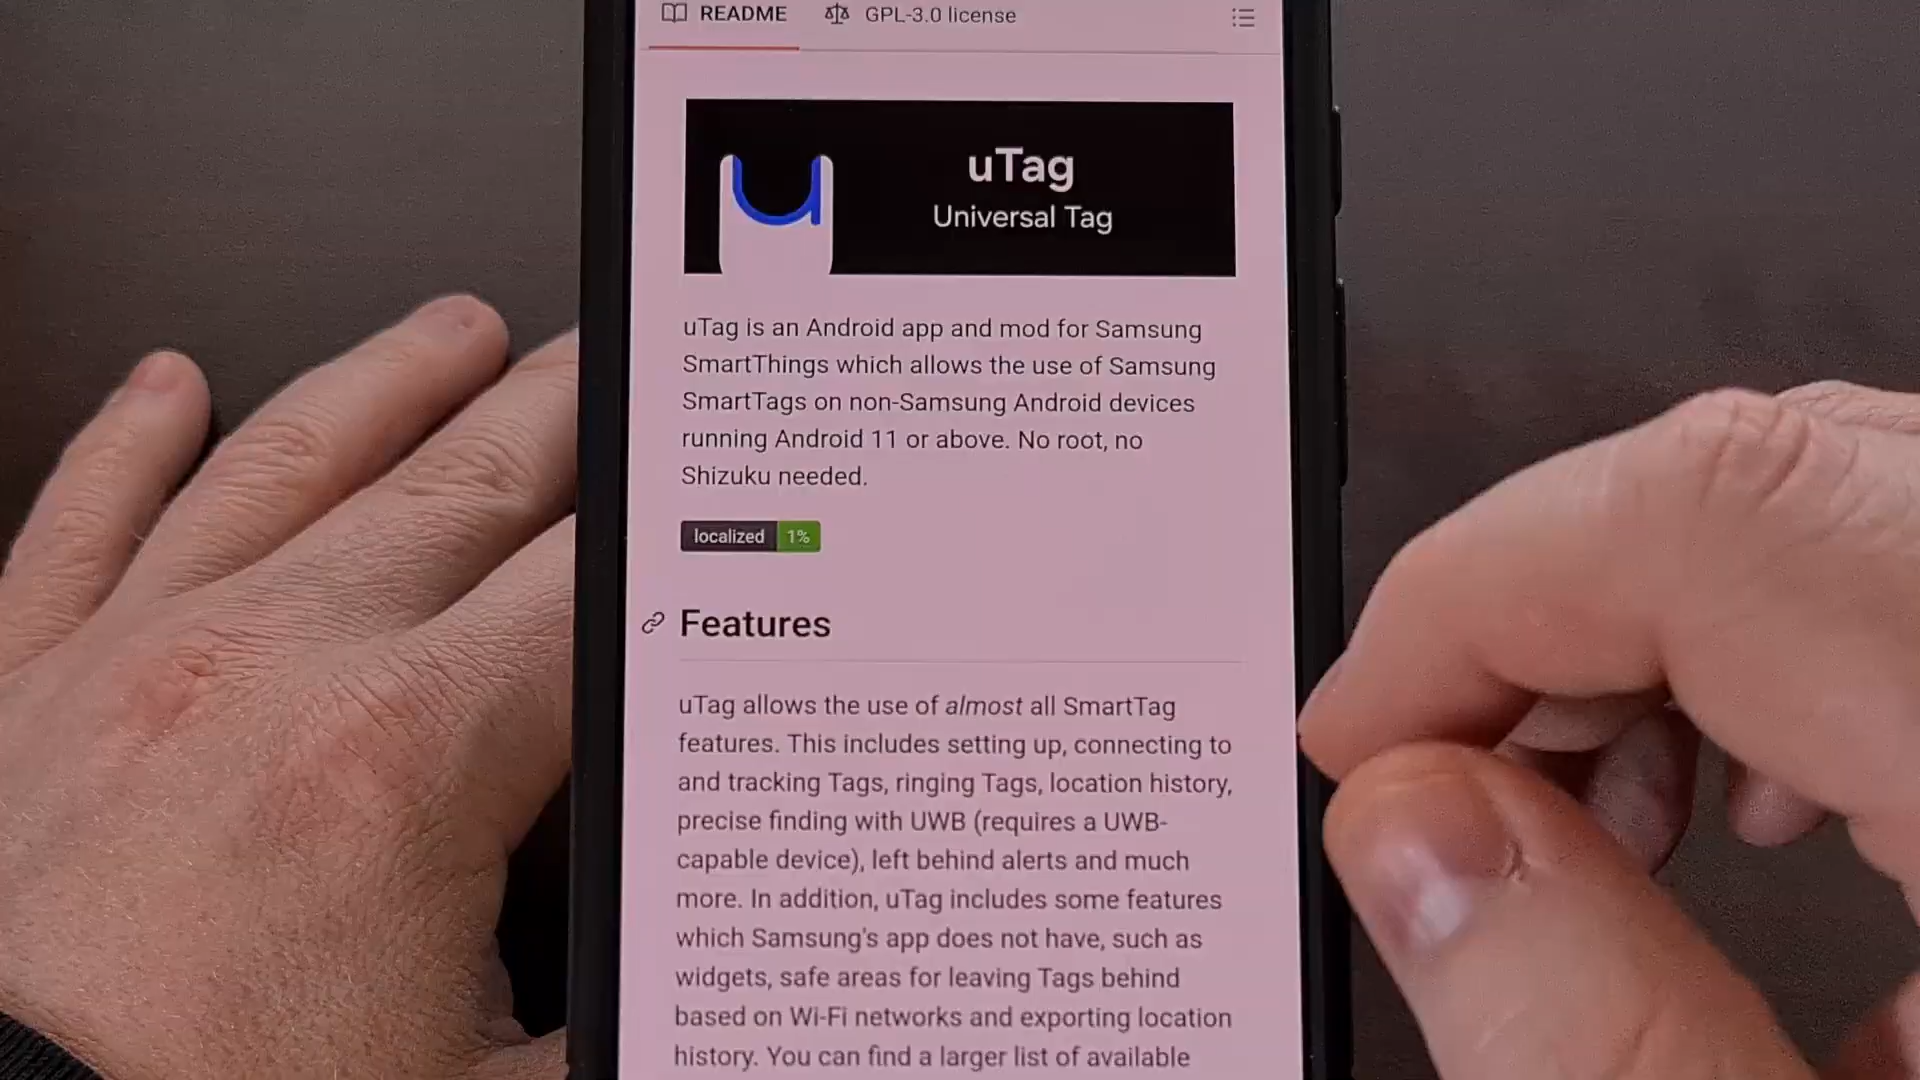 README GPL-3.0 license
uTag
Universal Tag
uTag is an Android app and mod for Samsung
SmartThings which allows the use of Samsung
SmartTags on non-Samsung Android devices
running Android 11 or above. No root, no
Shizuku needed.
localized 1%
Features
uTag allows the use of almost all SmartTag
features. This includes setting up, connecting to
and tracking Tags, ringing Tags, location history,
precise finding with UWB (requires a UWB-
capable device), left behind alerts and much
more. In addition, uTag includes some features
which Samsung's app does not have, such as
widgets, safe areas for leaving Tags behind
based on Wi-Fi networks and exporting location
history. You can find a larger list of available